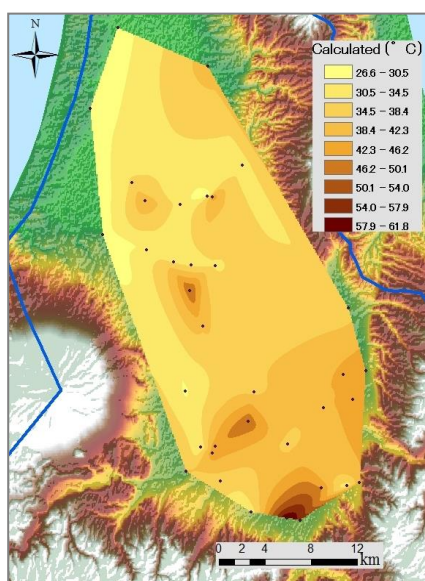 N
Calculated (° C)
26.6 - 30.5
30.5 - 34.5
34.5 - 38.4
38.4 - 42.3
42.3 - 46.2
46.2 - 50.1
50.1 - 54.0
54.0 - 57.9
57.9 - 61.8
0 2 4 8 12
km